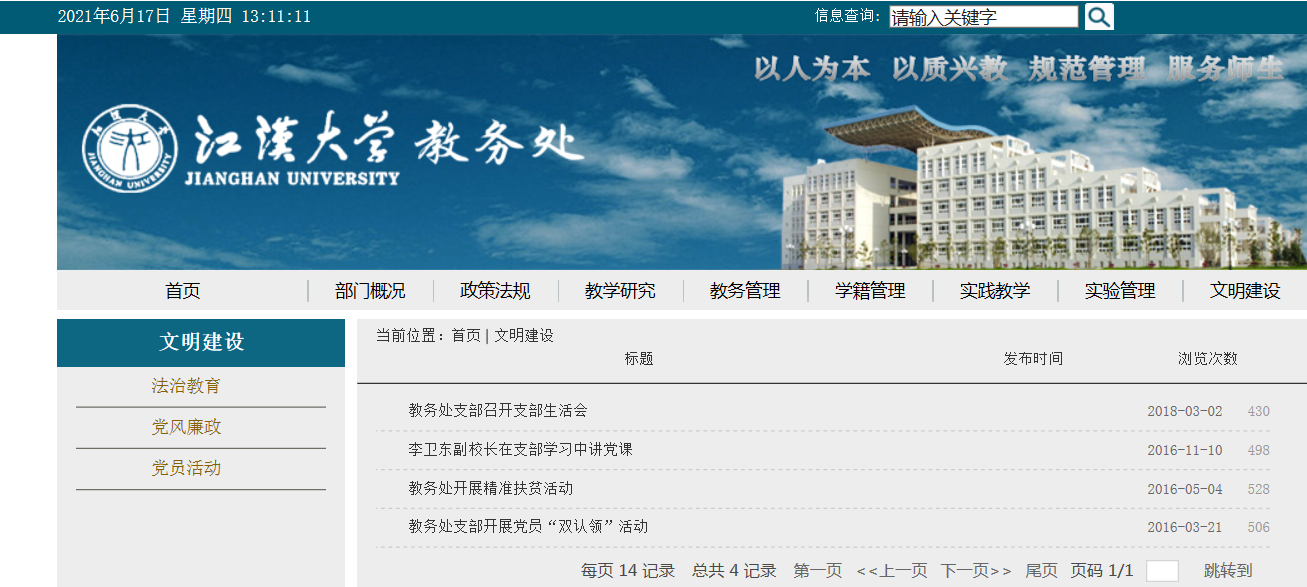 2021年6月17日 星期四 13:11:11 信息查询: 请输入关键字
以人为本 以质兴教 规范管理 服务师生
江漢大学 教务处
JIANGHAN UNIVERSITY
首页 部门概况 政策法规 教学研究 教务管理 学籍管理 实践教学 实验管理 文明建设
文明建设
法治教育
党风廉政
党员活动
当前位置: 首页 | 文明建设
标题 发布时间 浏览次数
教务处支部召开支部生活会 2018-03-02 430
李卫东副校长在支部学习中讲党课 2016-11-10 498
教务处开展精准扶贫活动 2016-05-04 528
教务处支部开展党员“双认领”活动 2016-03-21 506
每页 14 记录 总共 4 记录 第一页 <<上一页 下一页>> 尾页 页码 1/1 跳转到